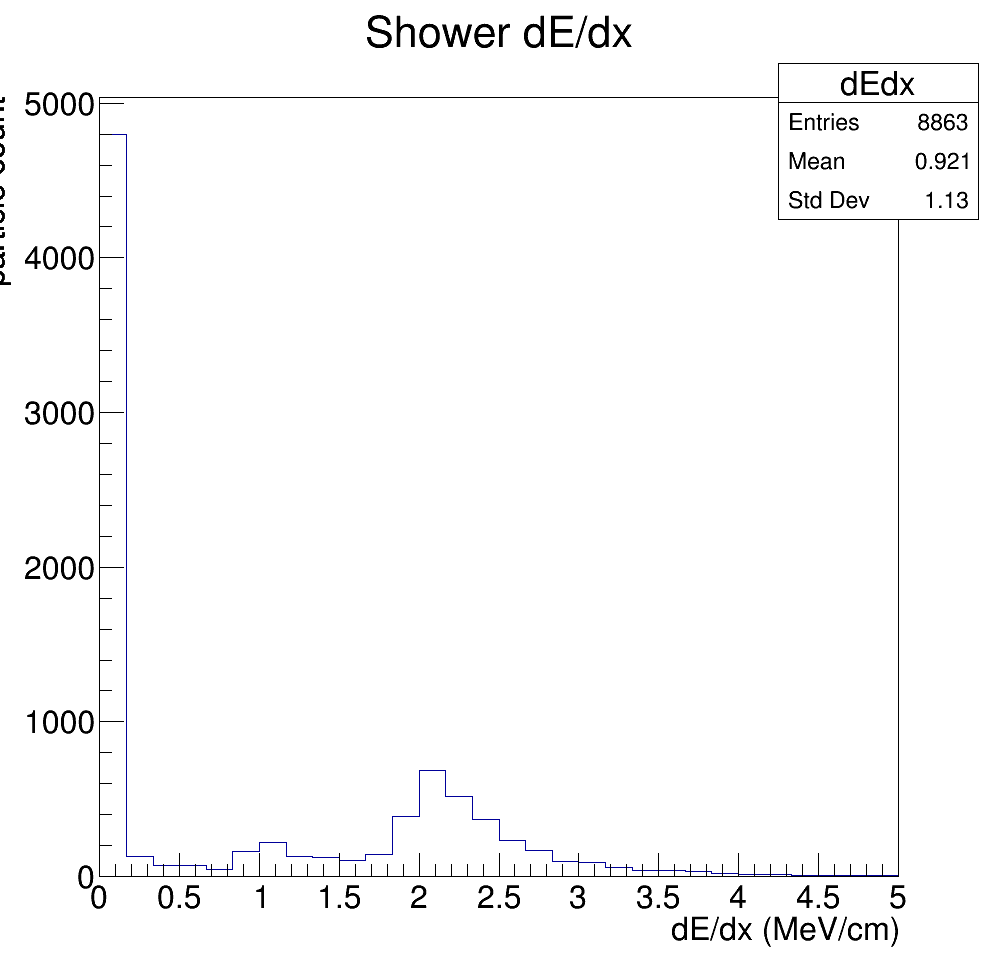 Shower dE/dx
dEdx
Entries 8863
Mean 0.921
Std Dev 1.13
5000
4000
3000
2000
1000
0
0 0.5 1 1.5 2 2.5 3 3.5 4 4.5 5
dE/dx (MeV/cm)